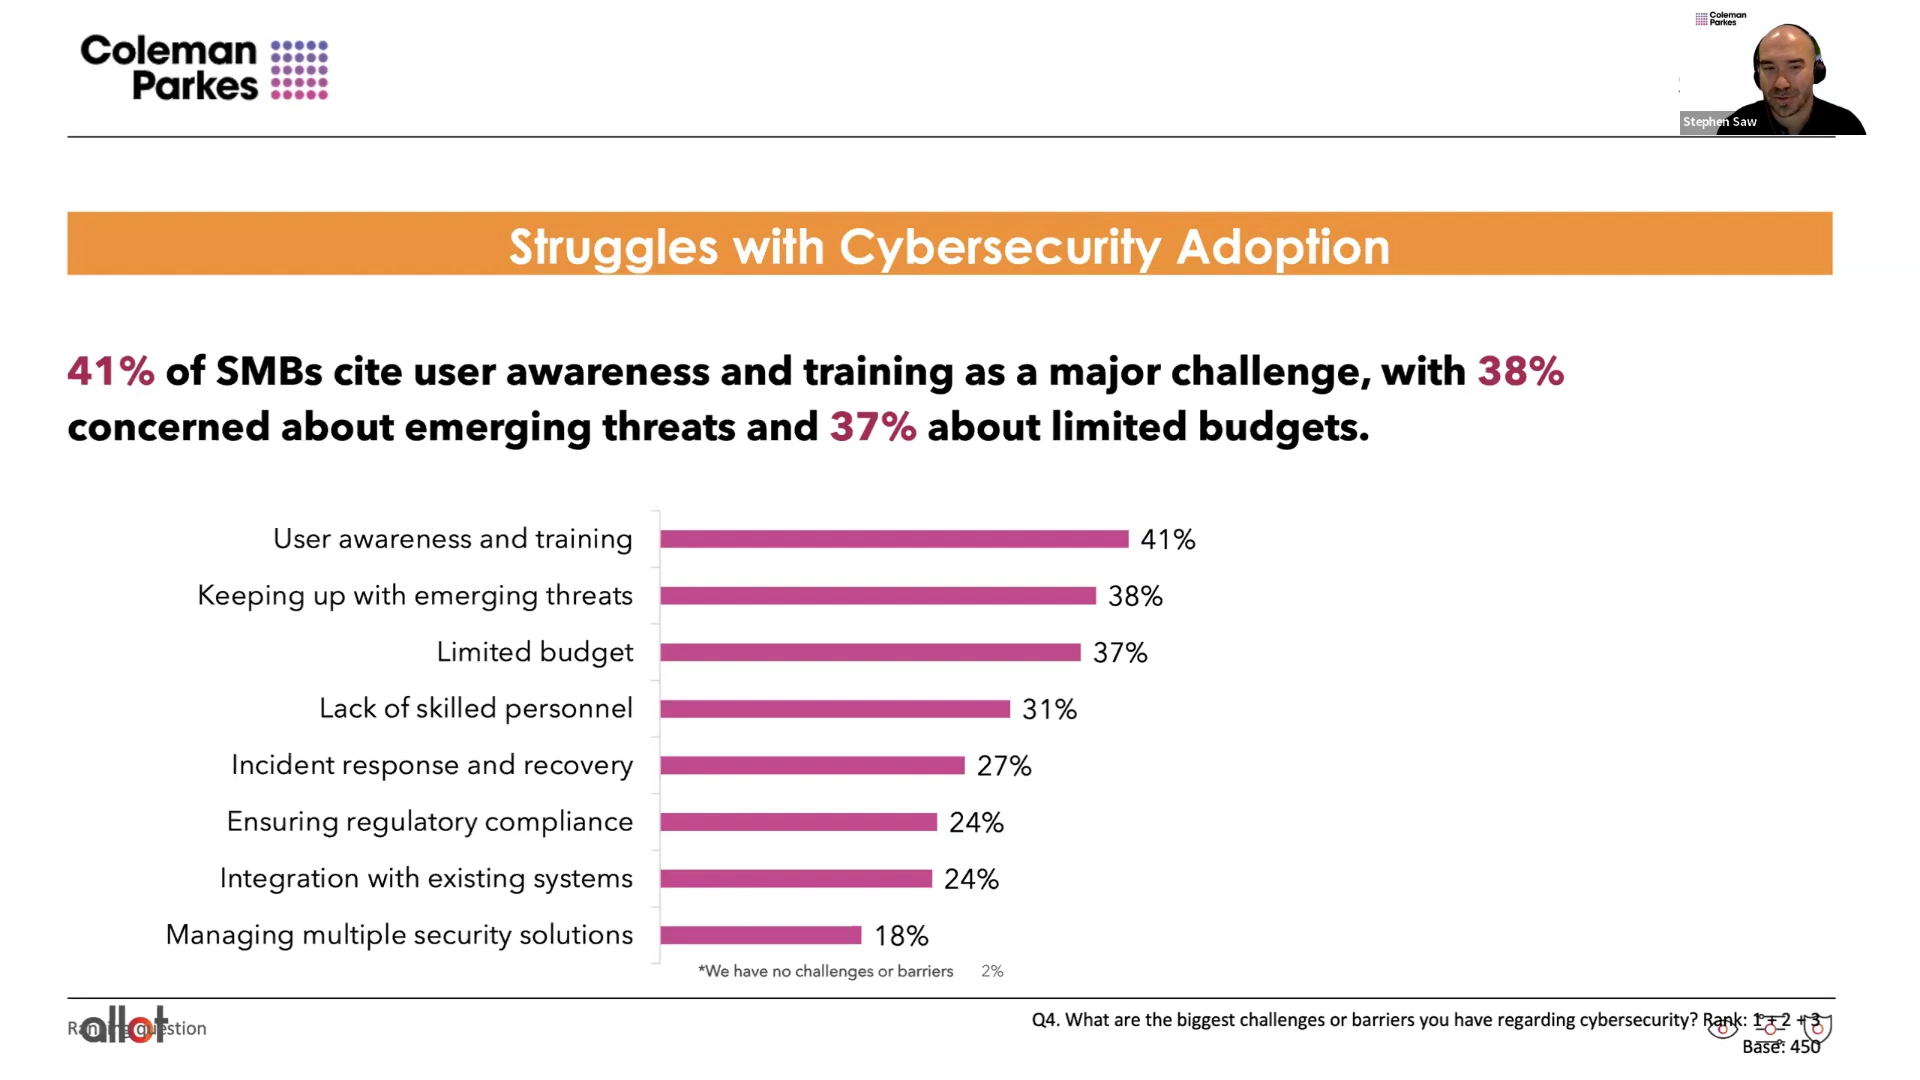 Coleman
Parkes
Coleman
Parkes
Stephen Saw
Struggles with Cybersecurity Adoption
41% of SMBs cite user awareness and training as a major challenge, with 38%
concerned about emerging threats and 37% about limited budgets.
User awareness and training 41%
Keeping up with emerging threats 38%
Limited budget 37%
Lack of skilled personnel 31%
Incident response and recovery 27%
Ensuring regulatory compliance 24%
Integration with existing systems 24%
Managing multiple security solutions 18%
*We have no challenges or barriers 2%
Ranking question
allot
Q4. What are the biggest challenges or barriers you have regarding cybersecurity? Rank: 1 + 2 + 3
Base: 450